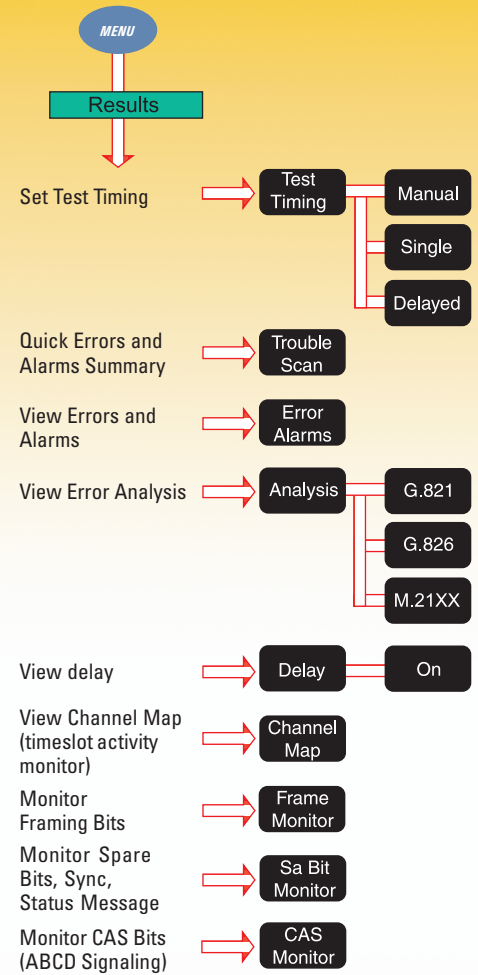 MENU
Results
Set Test Timing
Test
Timing
Manual
Single
Delayed
Quick Errors and
Alarms Summary
Trouble
Scan
View Errors and
Alarms
Error
Alarms
View Error Analysis
Analysis
G.821
G.826
M.21XX
View delay
Delay
On
View Channel Map
(timeslot activity
monitor)
Channel
Map
Monitor
Framing Bits
Frame
Monitor
Monitor Spare
Bits, Sync,
Status Message
Sa Bit
Monitor
Monitor CAS Bits
(ABCD Signaling)
CAS
Monitor